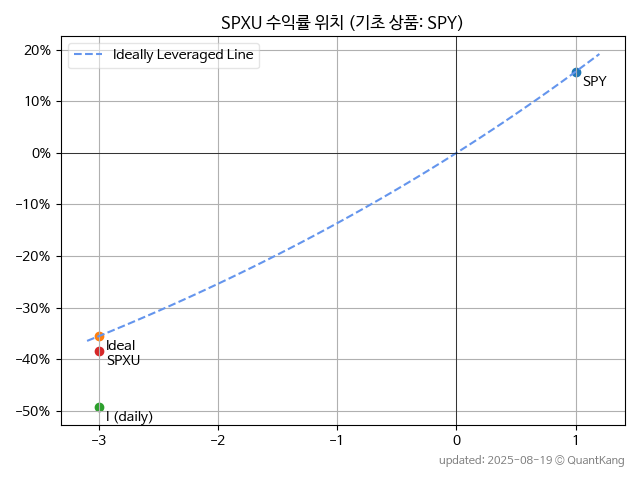 SPXU 수익률 위치 (기초 상품: SPY)
Ideally Leveraged Line
20%
10%
0%
−10%
−20%
−30%
−40%
−50%
SPY
Ideal
SPXU
I (daily)
−3
−2
−1
0
1
updated: 2025-08-19 © QuantKang